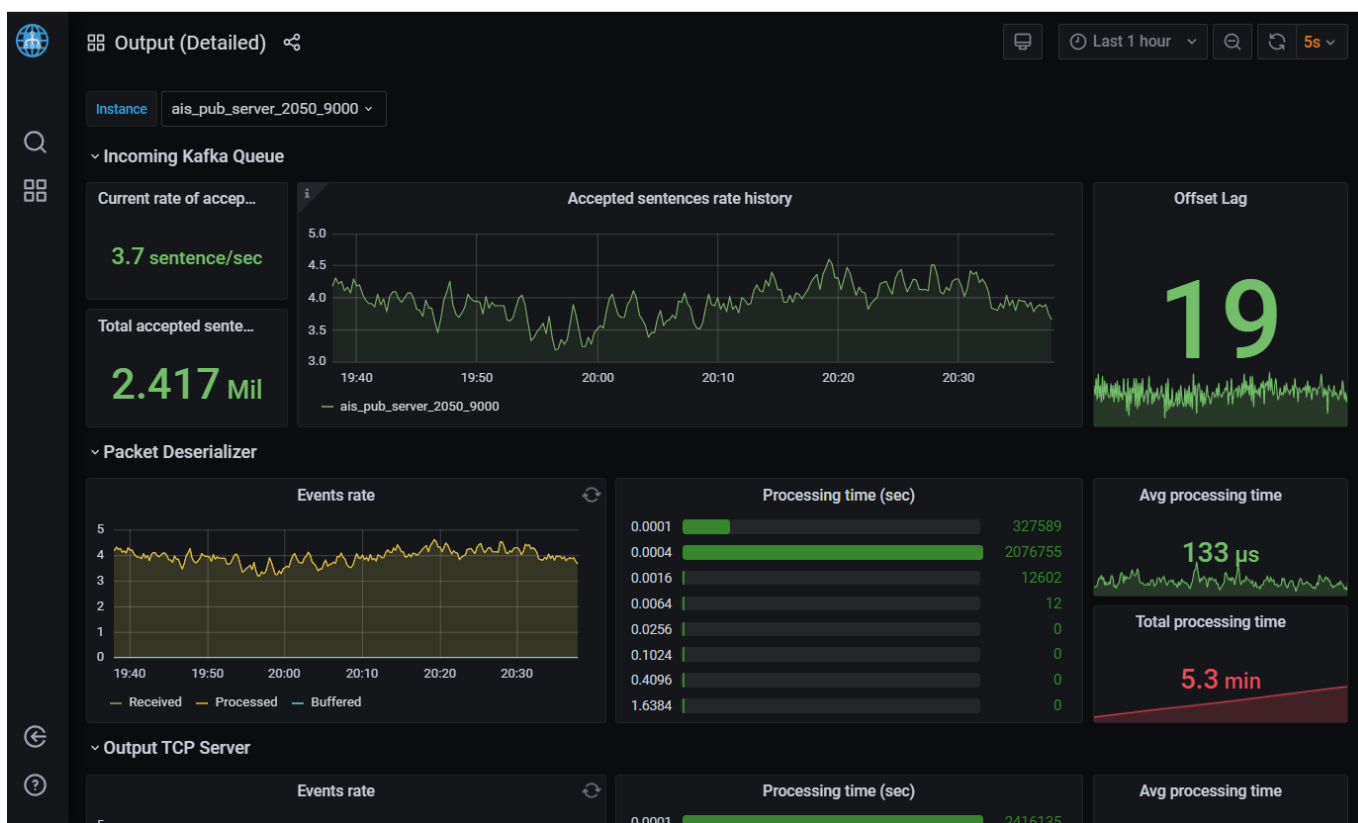 Output (Detailed)
Last 1 hour
5s
Instance
ais_pub_server_2050_9000
Incoming Kafka Queue
Current rate of accep...
3.7 sentence/sec
Total accepted sente...
2.417 Mil
i
Accepted sentences rate history
5.0
4.5
4.0
3.5
3.0
19:40 19:50 20:00 20:10 20:20 20:30
ais_pub_server_2050_9000
Offset Lag
19
Packet Deserializer
Events rate
5
4
3
2
1
0
19:40 19:50 20:00 20:10 20:20 20:30
Received Processed Buffered
Processing time (sec)
0.0001 327589
0.0004 2076755
0.0016 12602
0.0064 12
0.0256 0
0.1024 0
0.4096 0
1.6384 0
Avg processing time
133 µs
Total processing time
5.3 min
Output TCP Server
Events rate
5
Processing time (sec)
0.0001 2416135
Avg processing time